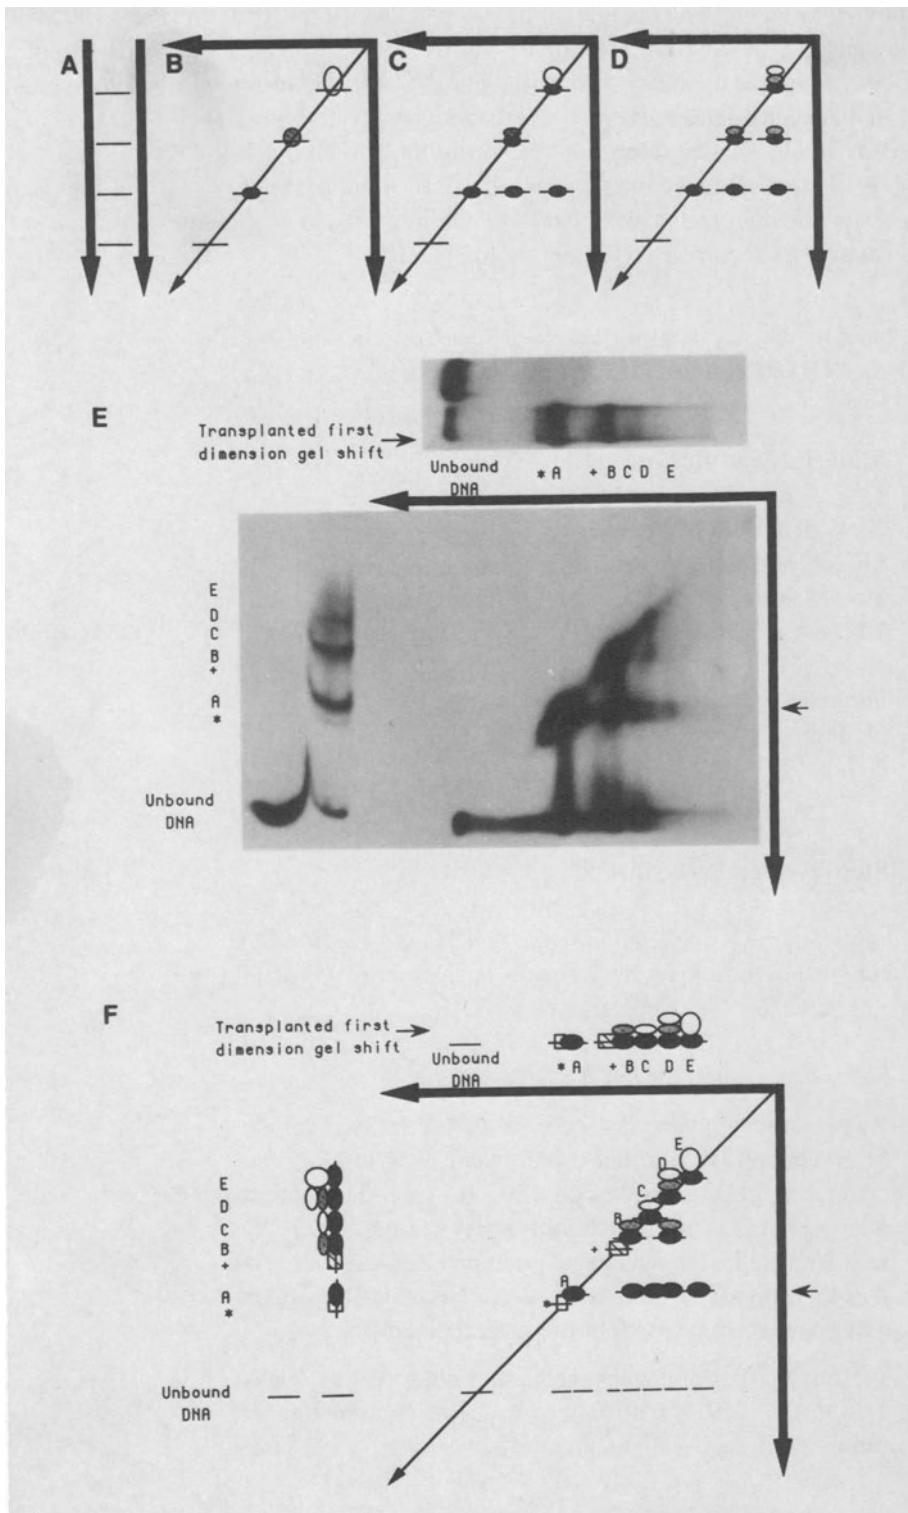 A B C D
E
Transplanted first
dimension gel shift
Unbound
DNA
* A + B C D E
E
D
C
B
+
A
*
Unbound
DNA
F
Transplanted first
dimension gel shift
Unbound
DNA
* A + B C D E
E
D
C
B
+
A
*
E
D
C
B
+
A
*
Unbound
DNA